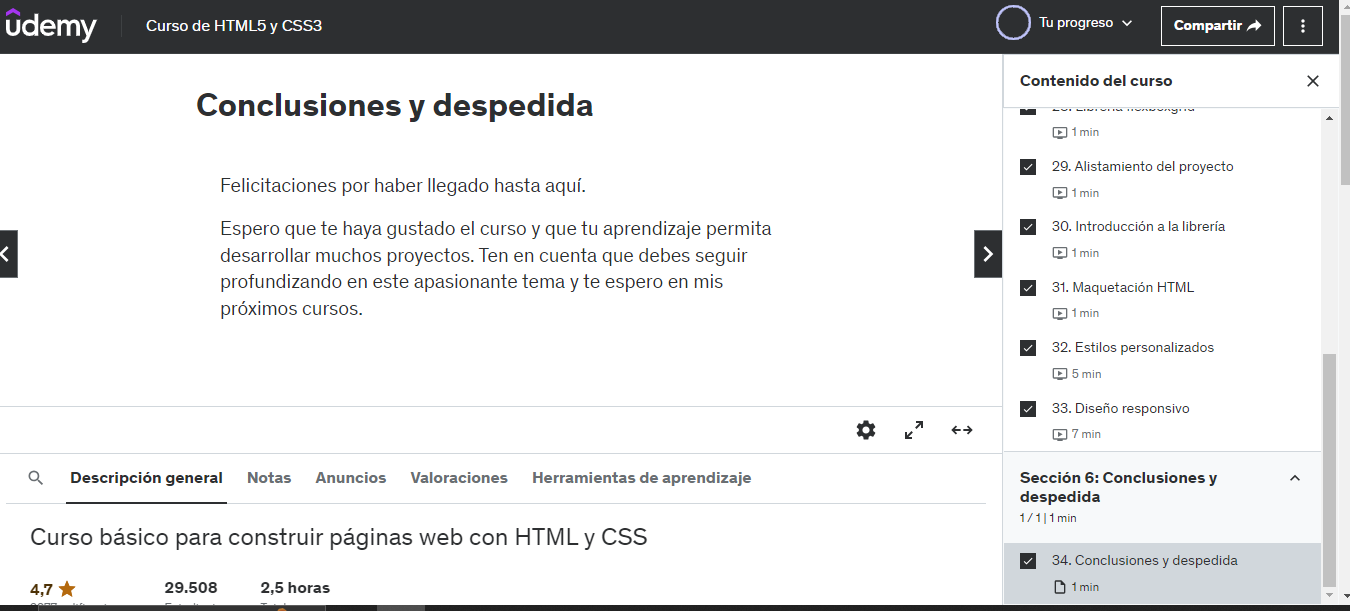 udemy
Curso de HTML5 y CSS3
Tu progreso
Compartir
Conclusiones y despedida
Felicitaciones por haber llegado hasta aquí.
Espero que te haya gustado el curso y que tu aprendizaje permita
desarrollar muchos proyectos. Ten en cuenta que debes seguir
profundizando en este apasionante tema y te espero en mis
próximos cursos.
Descripción general
Notas
Anuncios
Valoraciones
Herramientas de aprendizaje
Curso básico para construir páginas web con HTML y CSS
4,7
29.508
2,5 horas
Contenido del curso
1 min
29. Alistamiento del proyecto
1 min
30. Introducción a la librería
1 min
31. Maquetación HTML
1 min
32. Estilos personalizados
5 min
33. Diseño responsivo
7 min
Sección 6: Conclusiones y
despedida
1 / 1 | 1 min
34. Conclusiones y despedida
1 min